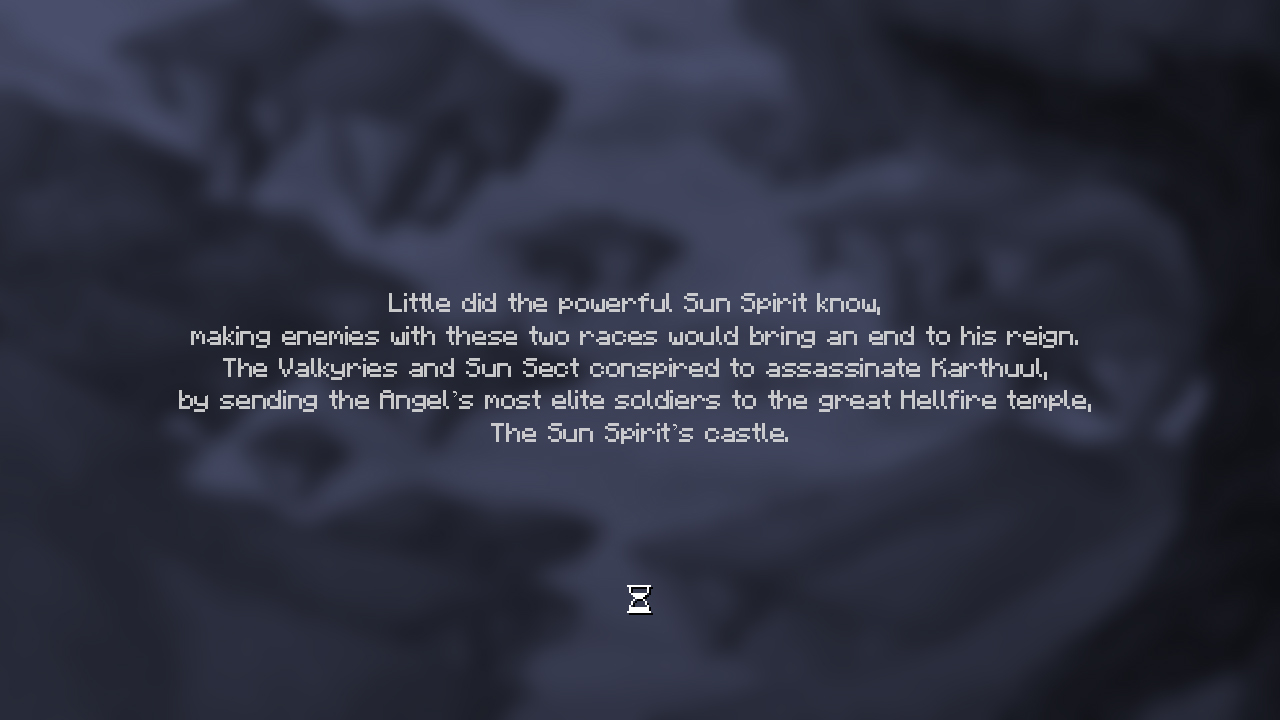 Little did the powerful Sun Spirit know,
making enemies with these two races would bring an end to his reign.
The Valkyries and Sun Sect conspired to assassinate Karthuul,
by sending the Angel's most elite soldiers to the great Hellfire temple,
The Sun Spirit's castle.